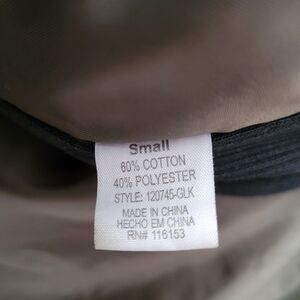 Small
60% COTTON
40% POLYESTER
STYLE: 120745-GLK
MADE IN CHINA
HECHO EM CHINA
RN# 116153